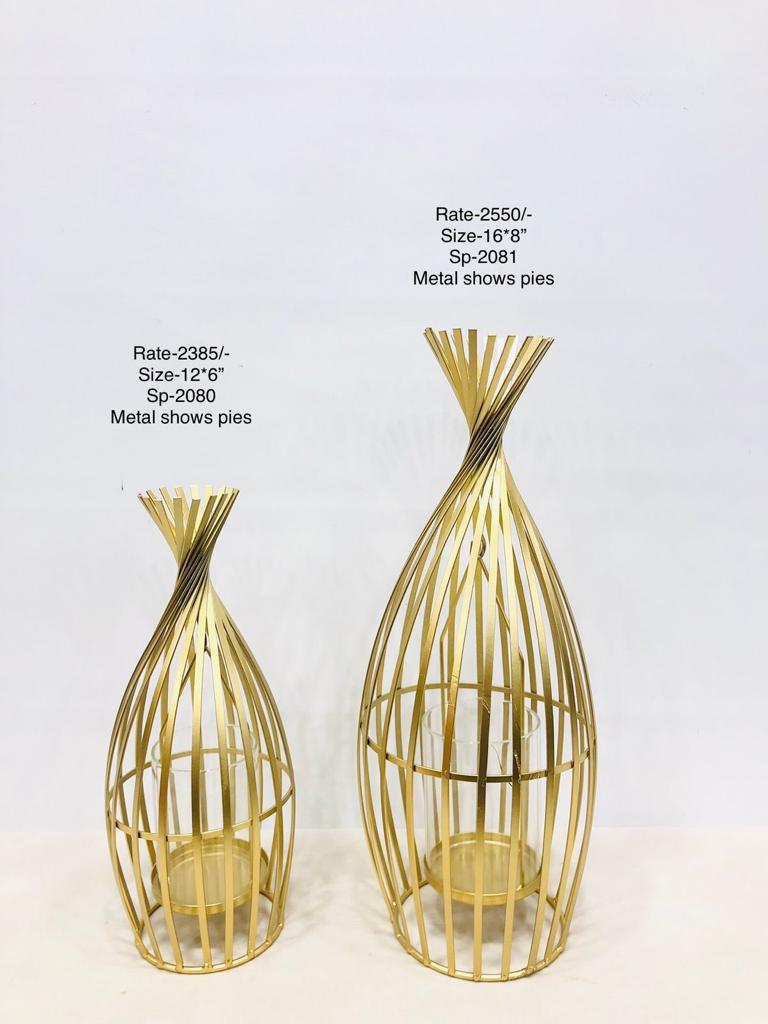 Rate-2550/-
Size-16*8”
Sp-2081
Metal shows pies
Rate-2385/-
Size-12*6”
Sp-2080
Metal shows pies